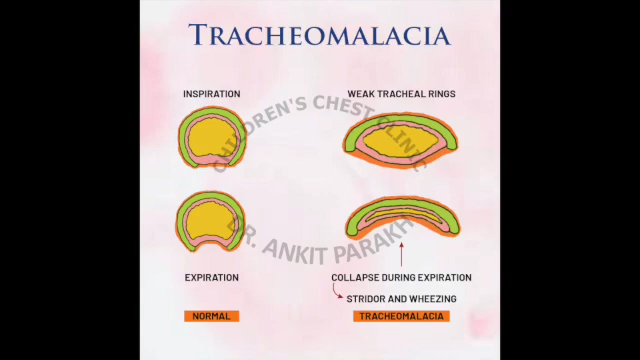 TRACHEOMALACIA
INSPIRATION
WEAK TRACHEAL RINGS
CHILDREN'S CHEST CLINIC
DR. ANKIT PARAKH
EXPIRATION
COLLAPSE DURING EXPIRATION
STRIDOR AND WHEEZING
NORMAL
TRACHEOMALACIA